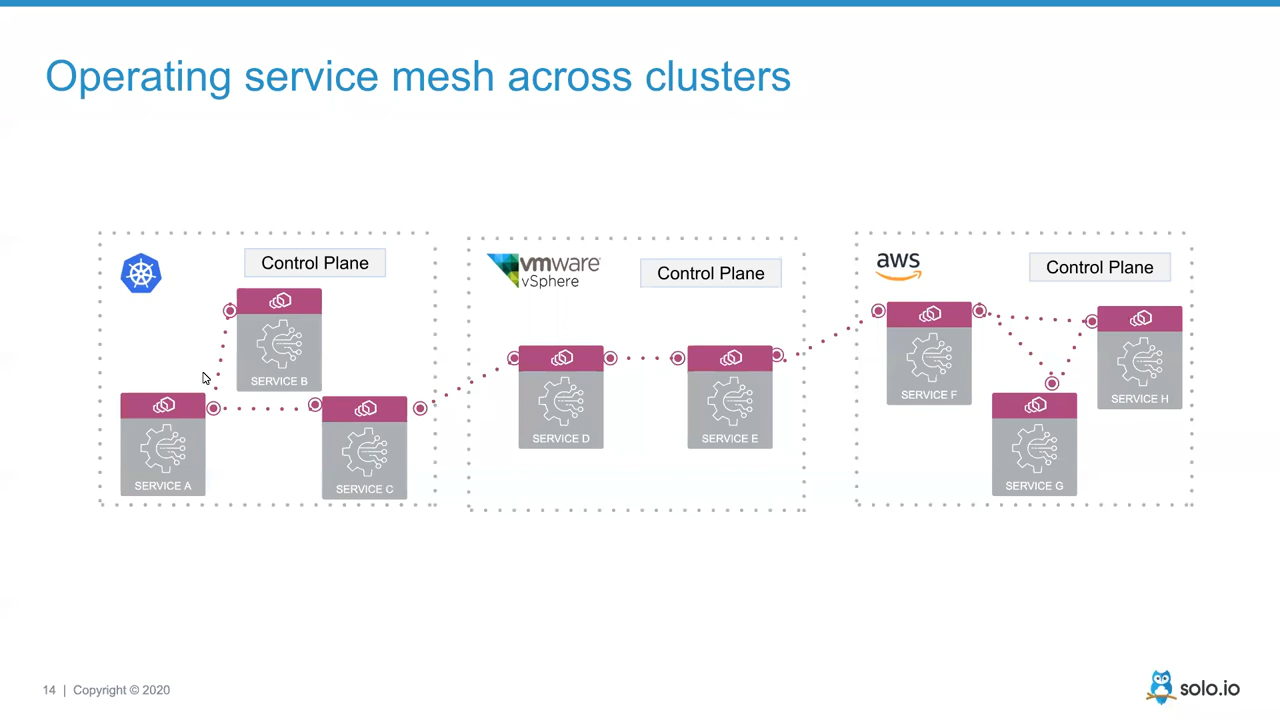 Operating service mesh across clusters
Control Plane
SERVICE B
SERVICE A
SERVICE C
vmware
vSphere
Control Plane
SERVICE D
SERVICE E
aws
Control Plane
SERVICE F
SERVICE H
SERVICE G
14 | Copyright © 2020
solo.io